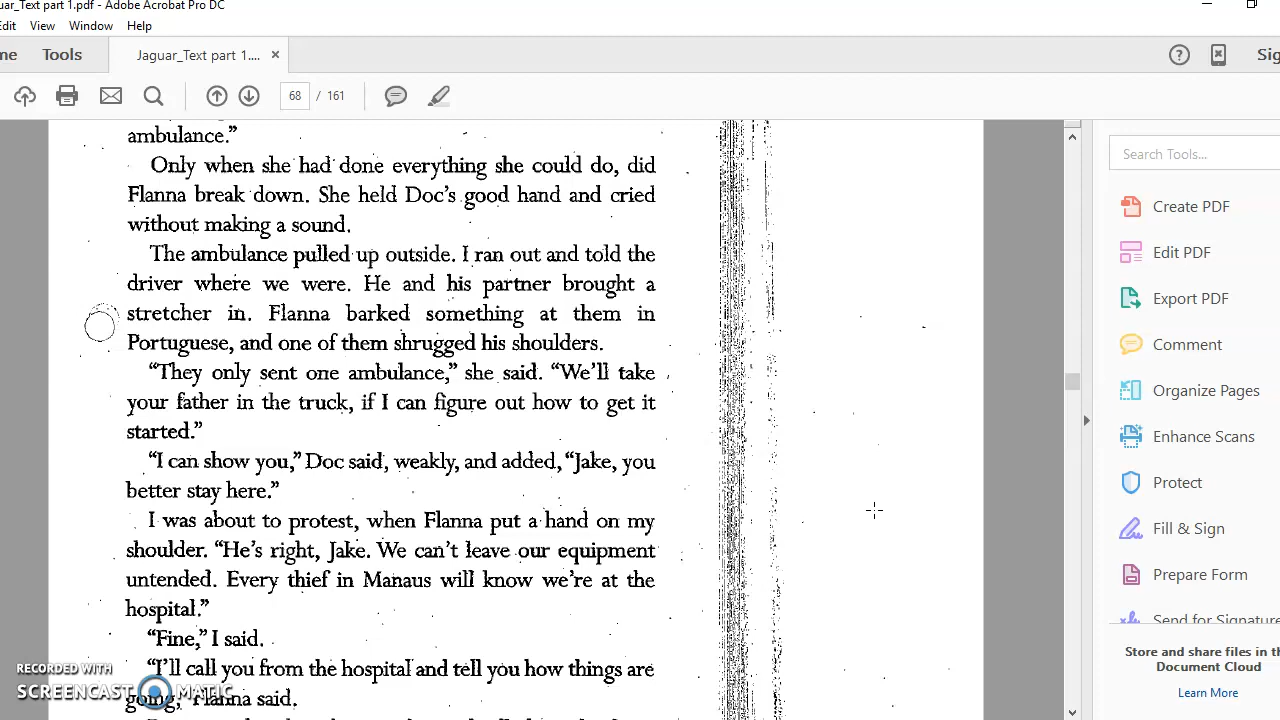 uar_Text part 1.pdf - Adobe Acrobat Pro DC
Edit View Window Help
me Tools Jaguar_Text part 1.... × Sig
68 / 161
ambulance.”
Only when she had done everything she could do, did
Flanna break down. She held Doc’s good hand and cried
without making a sound.
The ambulance pulled up outside. I ran out and told the
driver where we were. He and his partner brought a
stretcher in. Flanna barked something at them in
Portuguese, and one of them shrugged his shoulders.
“They only sent one ambulance,” she said. “We’ll take
your father in the truck, if I can figure out how to get it
started.”
“I can show you,” Doc said, weakly, and added, “Jake, you
better stay here.”
I was about to protest, when Flanna put a hand on my
shoulder. “He’s right, Jake. We can’t leave our equipment
untended. Every thief in Manaus will know we’re at the
hospital.”
“Fine,” I said.
“I’ll call you from the hospital and tell you how things are
going,” Flanna said.
Search Tools...
Create PDF
Edit PDF
Export PDF
Comment
Organize Pages
Enhance Scans
Protect
Fill & Sign
Prepare Form
Send for Signature
Store and share files in th
Document Cloud
Learn More
RECORDED WITH
SCREENCAST MATIC